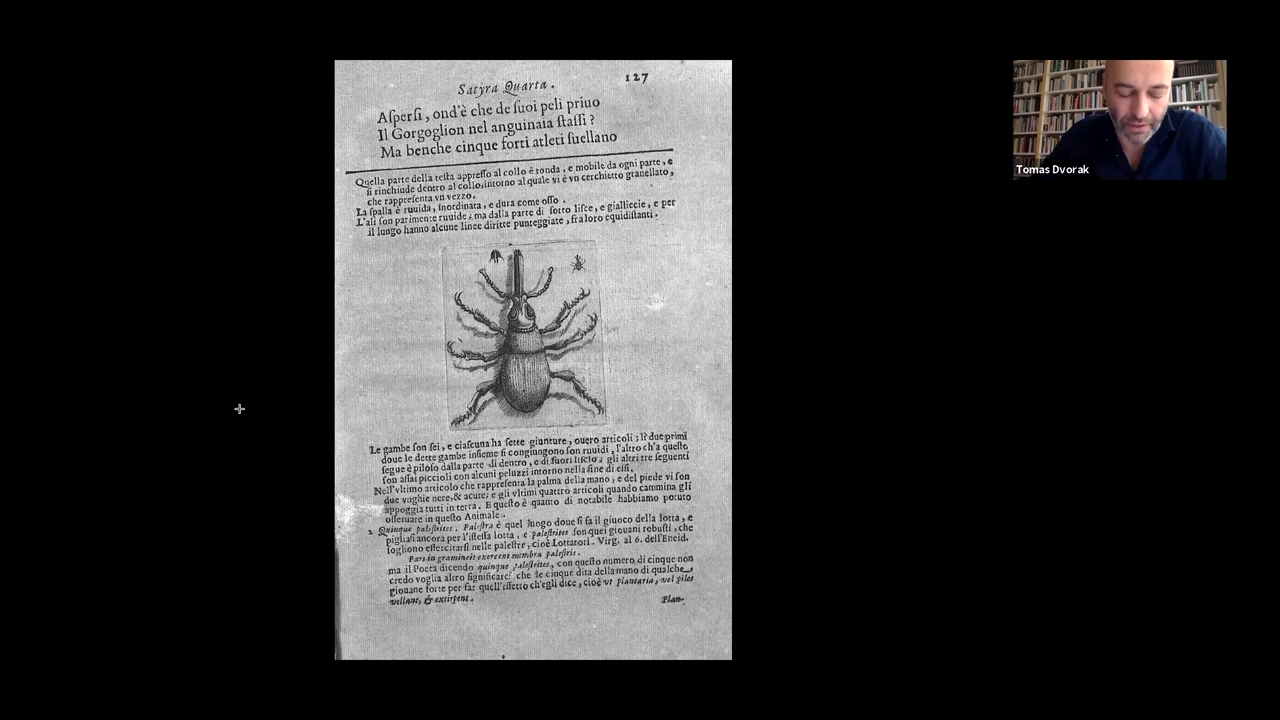 Satyra Quarta.
127
Aſperſi, ond'è che de ſuoi peli priuo
Il Gorgoglion nel anguinaia ſtaſſi?
Ma benche cinque forti atleti ſuellano
Quella parte della teſta appreſſo al collo è tonda, e mobile da ogni parte, e
ſi rinchiude dentro al collo, intorno al quale vi è vn cerchietto granellato,
che rappreſenta vn vezzo.
La ſpalla è ruuida, inordinata, e dura come oſſo.
L'ali ſon parimente ruuide, ma dalla parte di ſotto liſce, e gialliccie, e per
il lungo hanno alcune linee diritte punteggiate, fra loro equidiſtanti.
Le gambe ſon ſei, e ciaſcuna ha ſette giunture, ouero articoli; li due primi
doue le dette gambe inſieme ſi congiungono ſon ruuidi, l'altro ch'a queſto
ſegue è piloſo dalla parte di dentro, e di fuori liſcio; gli altri tre ſeguenti
ſon aſſai piccioli con alcuni peluzzi intorno nella fine di eſſi.
Nell'vltimo articolo che rappreſenta la palma della mano, e del piede vi ſon
due vnghie nere, & acute; e gli vltimi quattro articoli quando cammina gli
appoggia tutti in terra. E queſto è quanto di notabile habbiamo potuto
oſſeruare in queſto Animale.
2 Quinque paleſtrites. Palæſtra è quel luogo doue ſi fa il giuoco della lotta, e
pigliaſi ancora per l'iſteſſa lotta, e palæſtrites ſon quei giouani robuſti, che
ſogliono eſſercitarſi nelle paleſtre, cioè Lottatori. Virg. al 6. dell'Eneid.
Pars in gramineis exercent membra palæſtris.
ma il Poeta dicendo quinque palæſtrites, con queſto numero di cinque non
credo voglia altro ſignificare, che le cinque dita della mano di qualche
giouane forte per far quell'effetto ch'egli dice, cioè vt plantaria, vel pilos
vellant, & extirpent.
Plan-
Tomas Dvorak